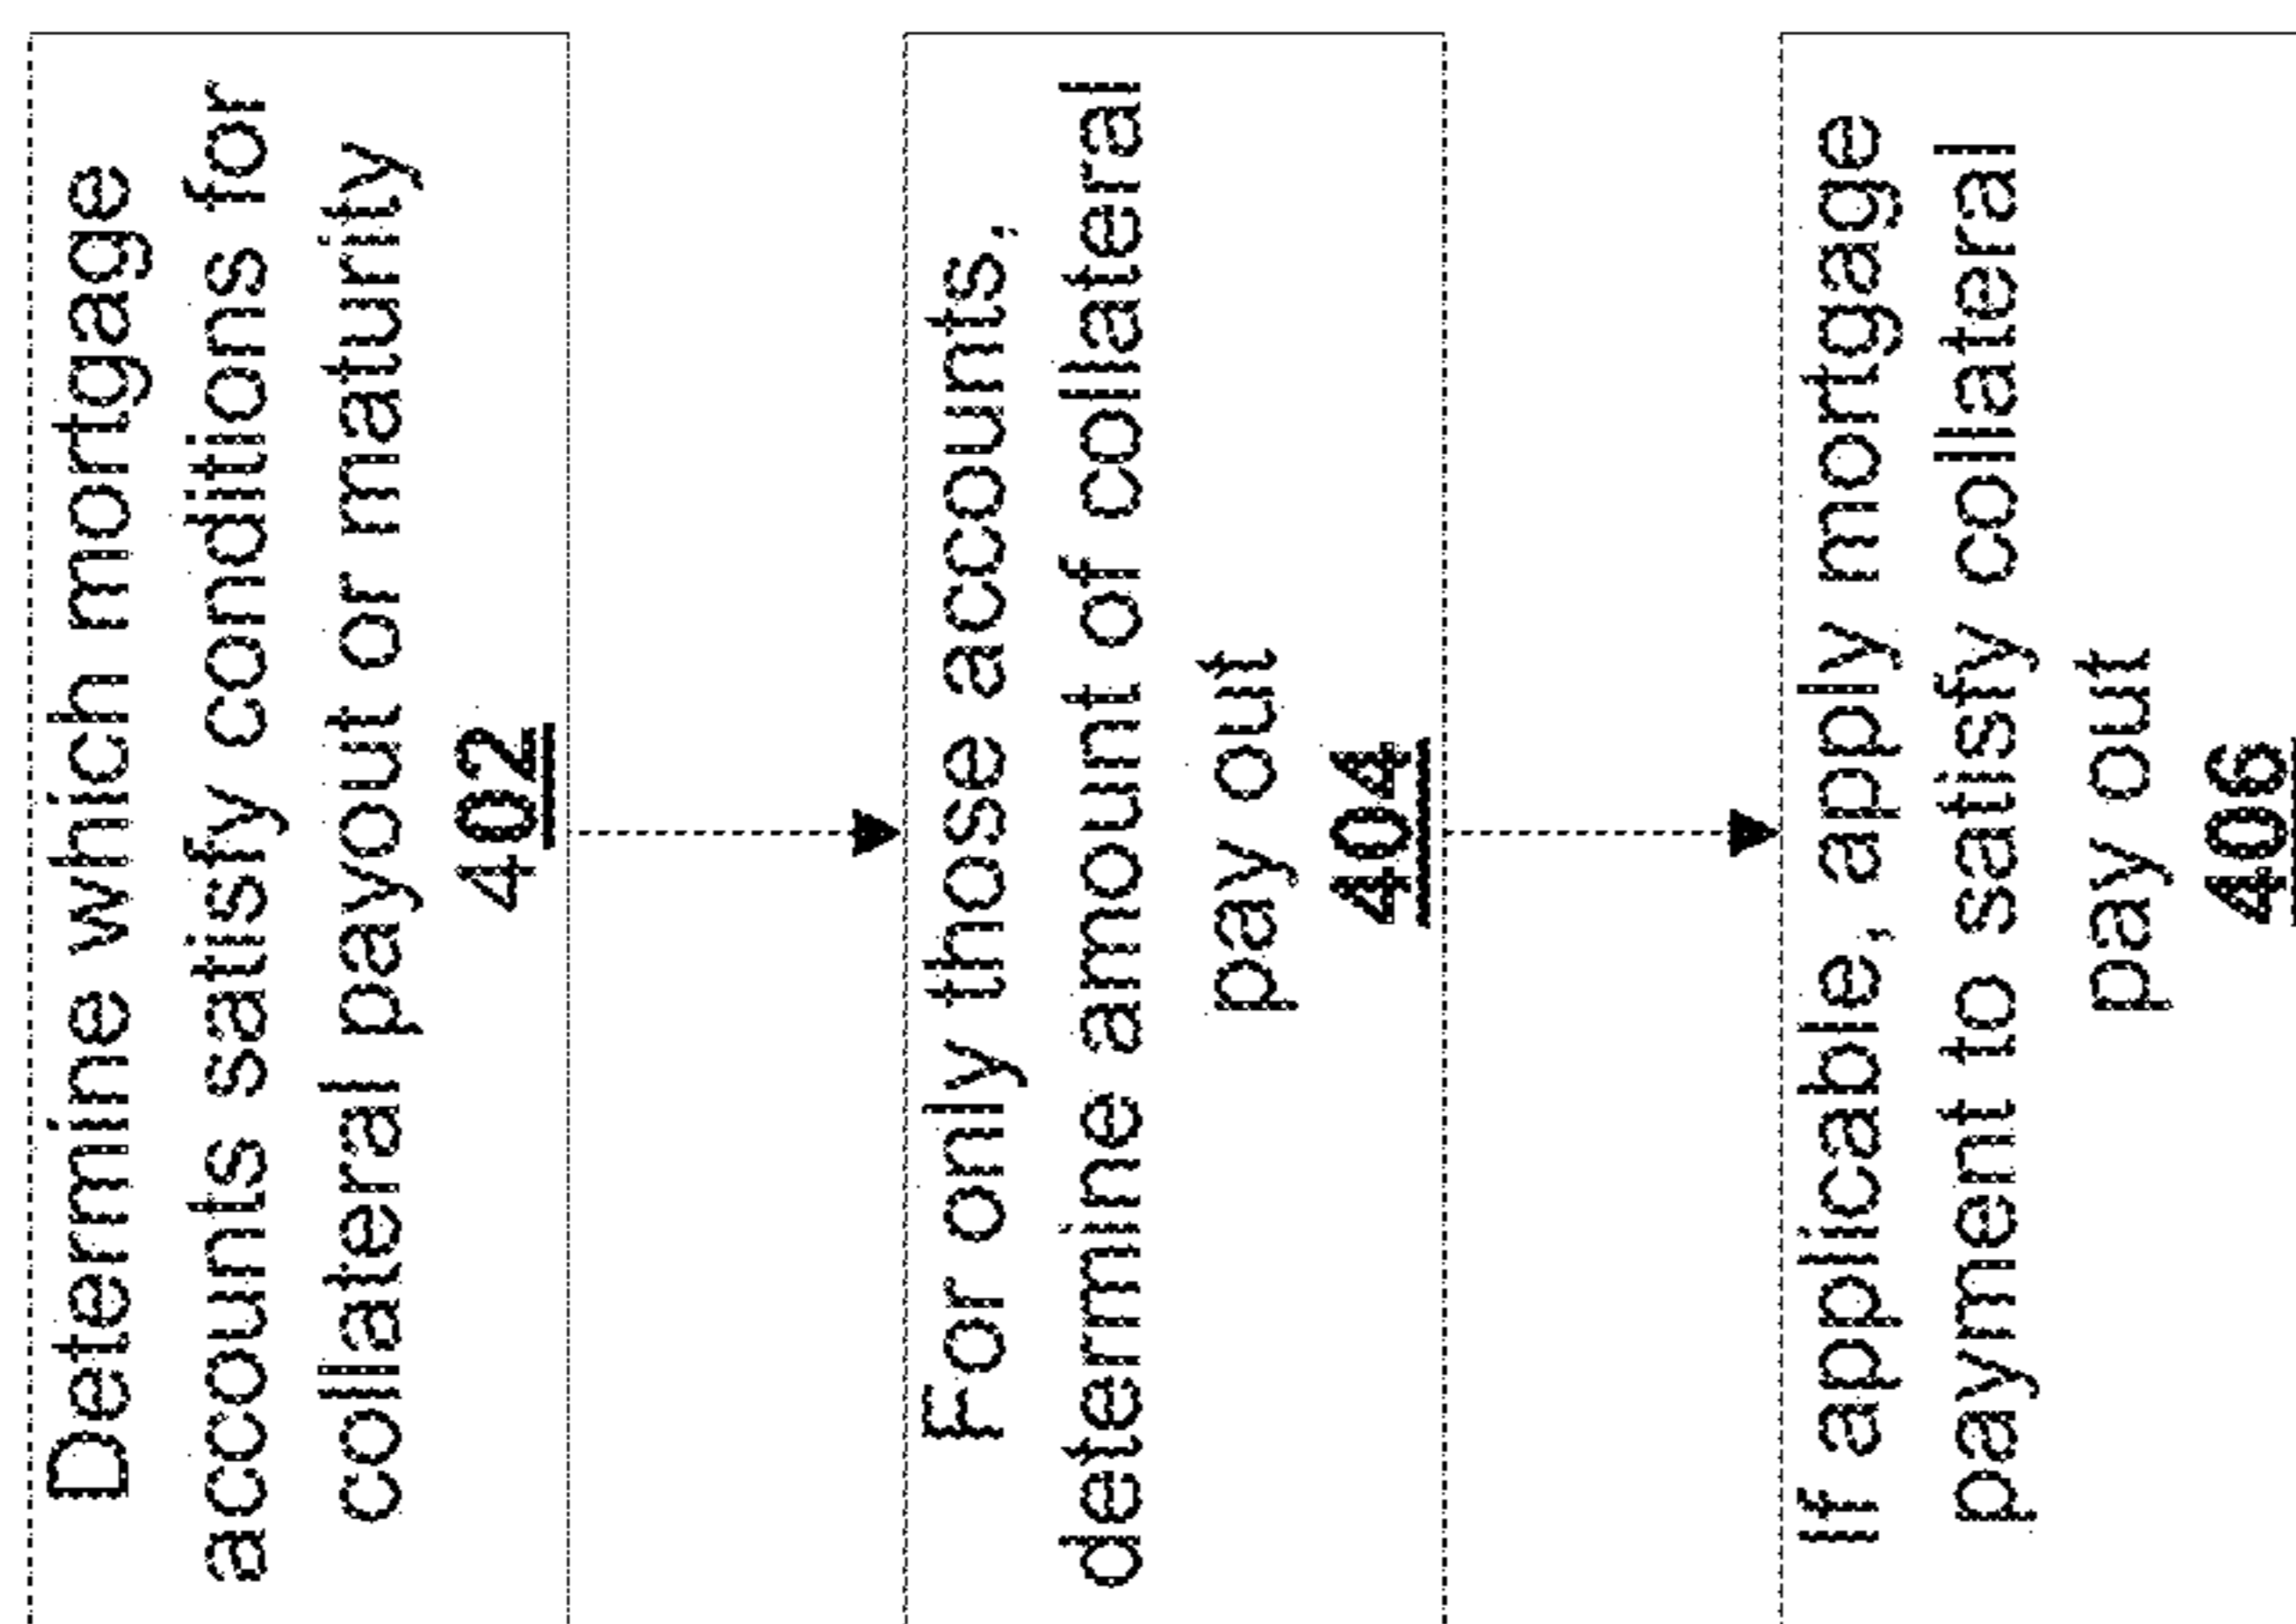 Determine which mortgage
accounts satisfy conditions for
collateral payout or maturity
402
For only those accounts,
determine amount of collateral
pay out
404
If applicable, apply mortgage
payment to satisfy collateral
pay out
406